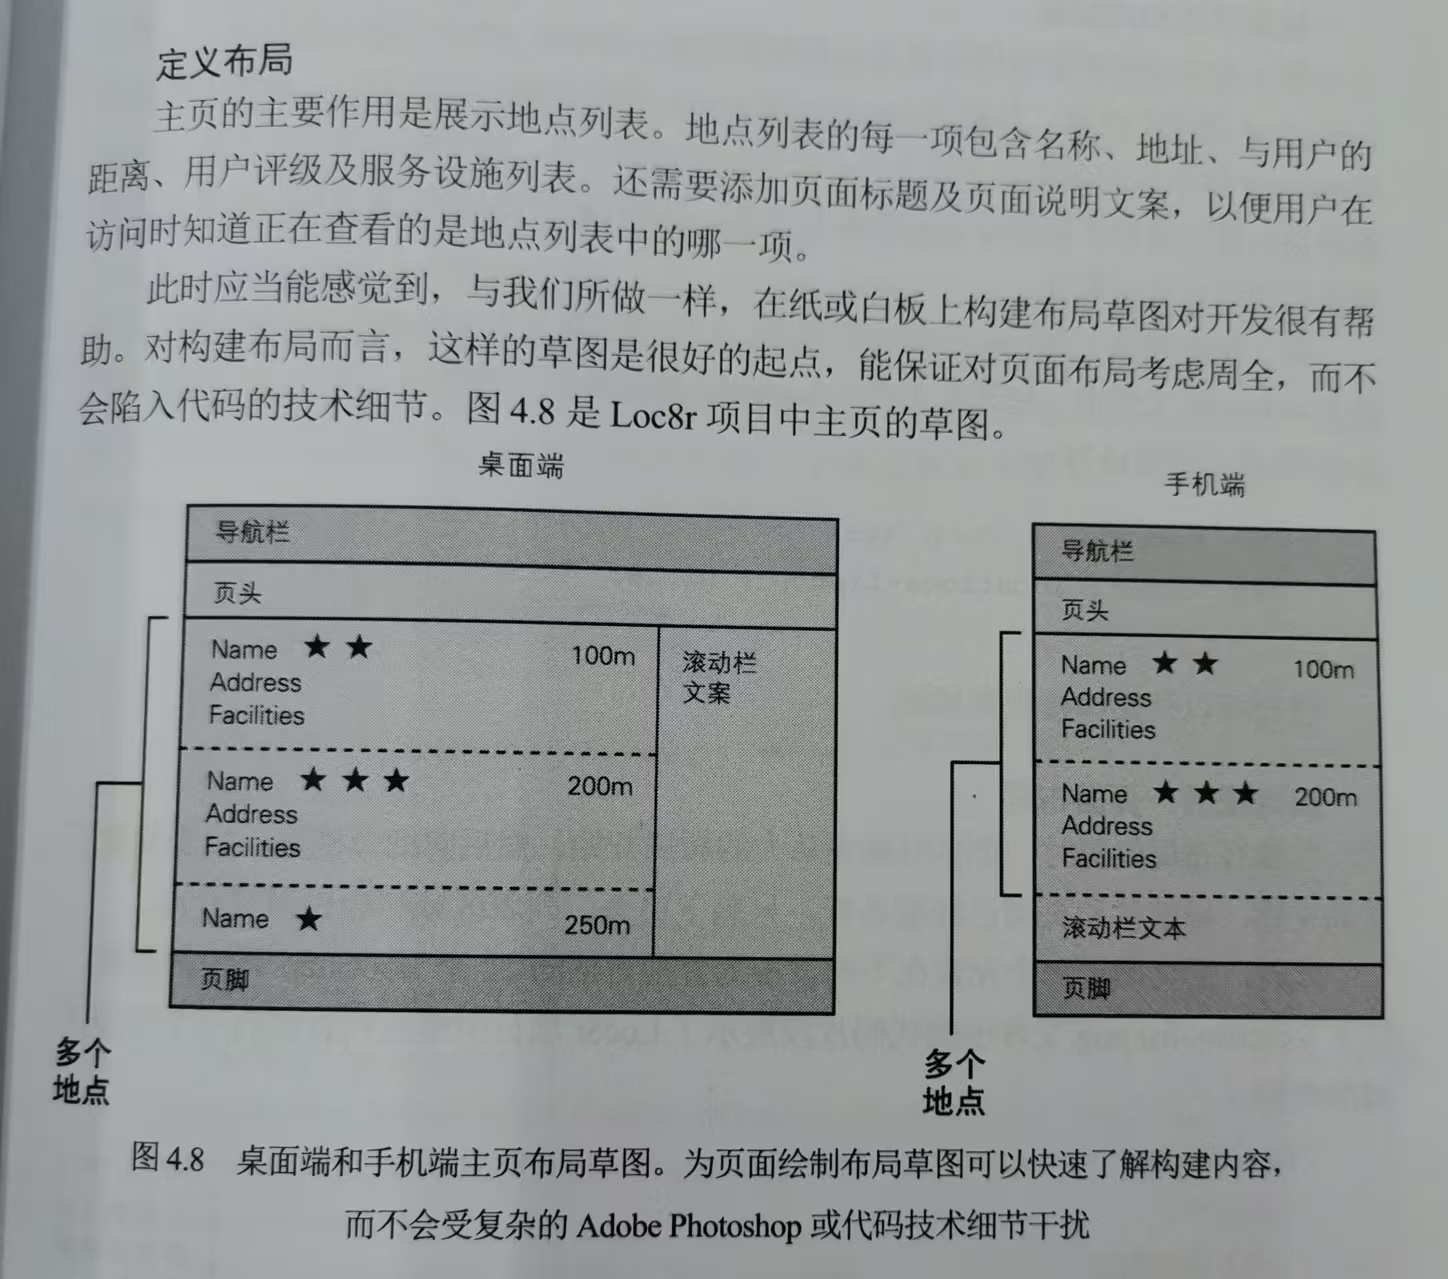 定义布局
主页的主要作用是展示地点列表。地点列表的每一项包含名称、地址、与用户的
距离、用户评级及服务设施列表。还需要添加页面标题及页面说明文案，以便用户在
访问时知道正在查看的是地点列表中的哪一项。
此时应当能感觉到，与我们所做一样，在纸或白板上构建布局草图对开发很有帮
助。对构建布局而言，这样的草图是很好的起点，能保证对页面布局考虑周全，而不
会陷入代码的技术细节。图 4.8 是 Loc8r 项目中主页的草图。
桌面端
导航栏
页头
Name ★ ★ 100m
Address
Facilities
滚动栏
文案
Name ★ ★ ★ 200m
Address
Facilities
Name ★ 250m
页脚
多个
地点
手机端
导航栏
页头
Name ★ ★ 100m
Address
Facilities
Name ★ ★ ★ 200m
Address
Facilities
滚动栏文本
页脚
多个
地点
图 4.8 桌面端和手机端主页布局草图。为页面绘制布局草图可以快速了解构建内容，
而不会受复杂的 Adobe Photoshop 或代码技术细节干扰